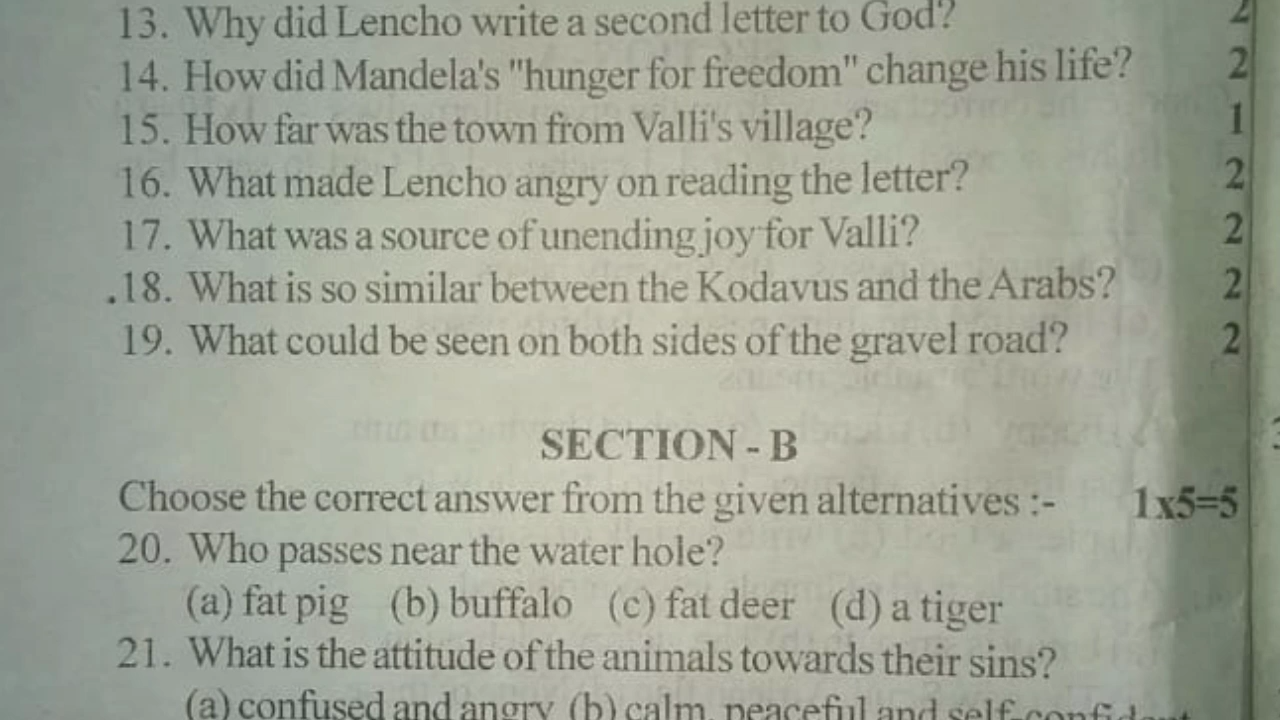 13. Why did Lencho write a second letter to God? 2
14. How did Mandela's "hunger for freedom" change his life? 2
15. How far was the town from Valli's village? 1
16. What made Lencho angry on reading the letter? 2
17. What was a source of unending joy for Valli? 2
.18. What is so similar between the Kodavus and the Arabs? 2
19. What could be seen on both sides of the gravel road? 2
SECTION - B
Choose the correct answer from the given alternatives :- 1x5=5
20. Who passes near the water hole?
(a) fat pig (b) buffalo (c) fat deer (d) a tiger
21. What is the attitude of the animals towards their sins?
(a) confused and angry (b) calm, peaceful and self-confident